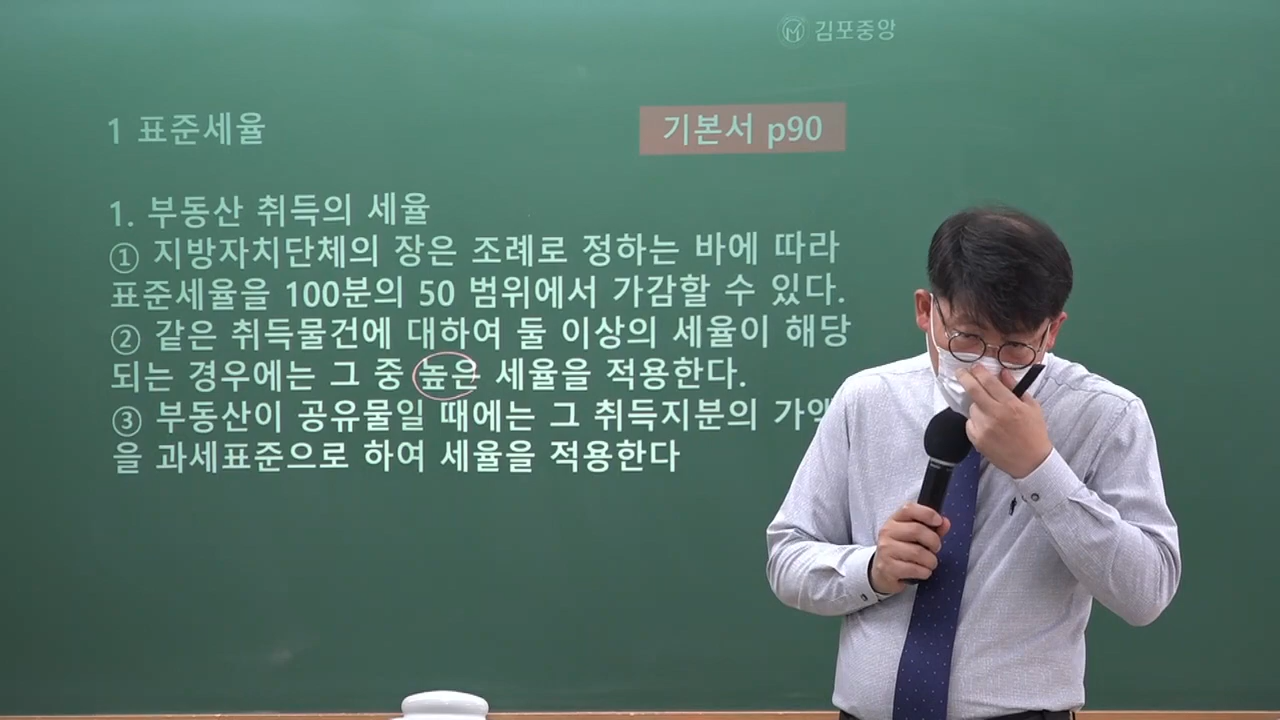 김포중앙
1 표준세율
기본서 p90
1. 부동산 취득의 세율
① 지방자치단체의 장은 조례로 정하는 바에 따라
표준세율을 100분의 50 범위에서 가감할 수 있다.
② 같은 취득물건에 대하여 둘 이상의 세율이 해당
되는 경우에는 그 중 높은 세율을 적용한다.
③ 부동산이 공유물일 때에는 그 취득지분의 가액
을 과세표준으로 하여 세율을 적용한다